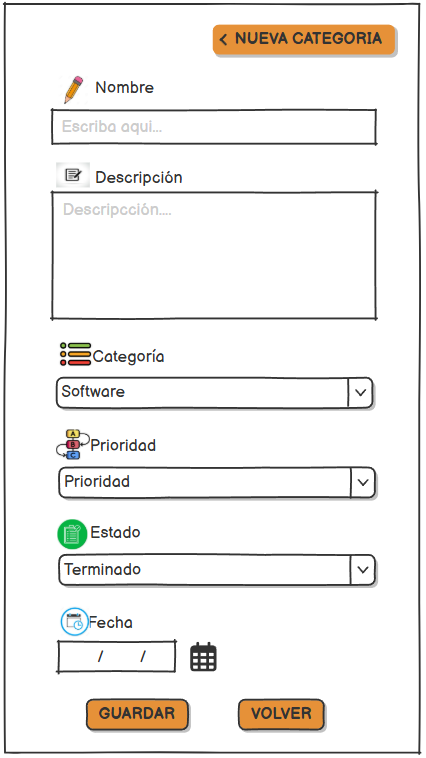 < NUEVA CATEGORIA
Nombre
Escriba aqui...
Descripción
Descripcción....
Categoría
Software
A
B
C
Prioridad
Prioridad
Estado
Terminado
Fecha
/ /
GUARDAR VOLVER